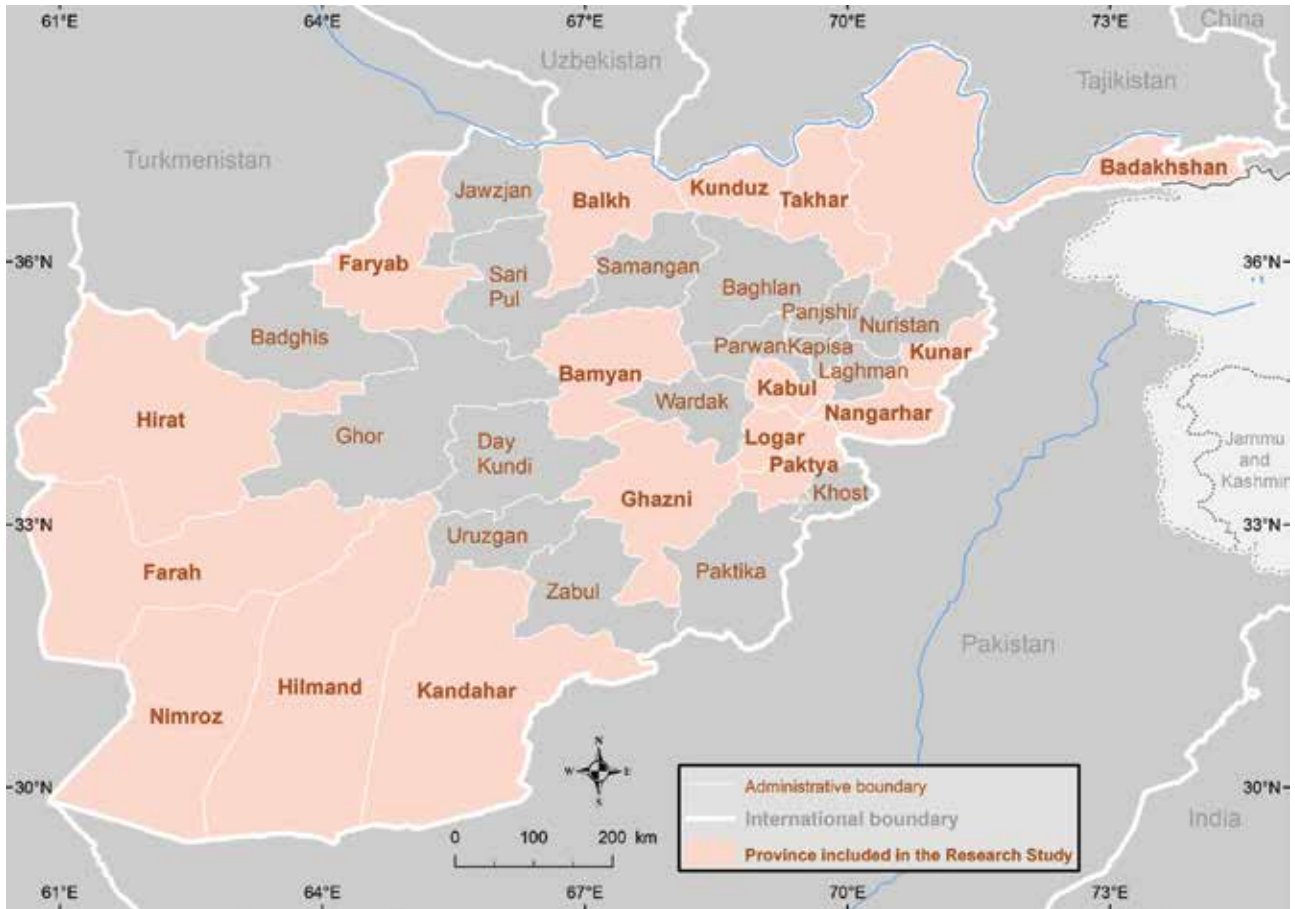 61°E 64°E 67°E 70°E 73°E
China
Uzbekistan
Tajikistan
Turkmenistan
Badakhshan
Jawzjan
Balkh
Kunduz
Takhar
36°N
36°N
Faryab
Sari
Pul
Samangan
Baghlan
Panjshir
Nuristan
Badghis
Parwan
Kapisa
Kunar
Laghman
Bamyan
Kabul
Wardak
Nangarhar
Hirat
Ghor
Day
Kundi
Logar
Paktya
Khost
Ghazni
Jammu
and
Kashmir
33°N
33°N
Uruzgan
Farah
Zabul
Paktika
Pakistan
Hilmand
Kandahar
Nimroz
N
W E
S
30°N
30°N
Administrative boundary
International boundary
Province included in the Research Study
India
0 100 200 km
61°E 64°E 67°E 70°E 73°E